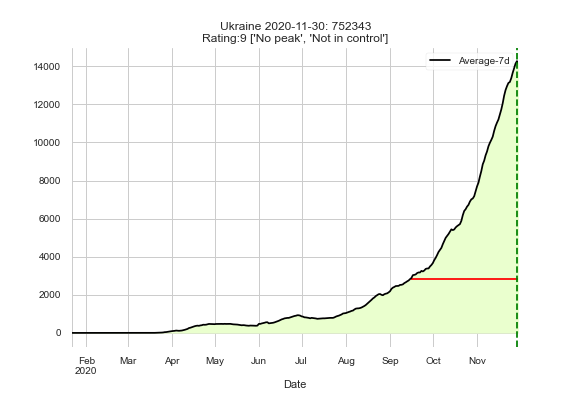 Ukraine 2020-11-30: 752343
Rating:9 ['No peak', 'Not in control']
Average-7d
14000
12000
10000
8000
6000
4000
2000
0
Feb Mar Apr May Jun Jul Aug Sep Oct Nov
2020
Date